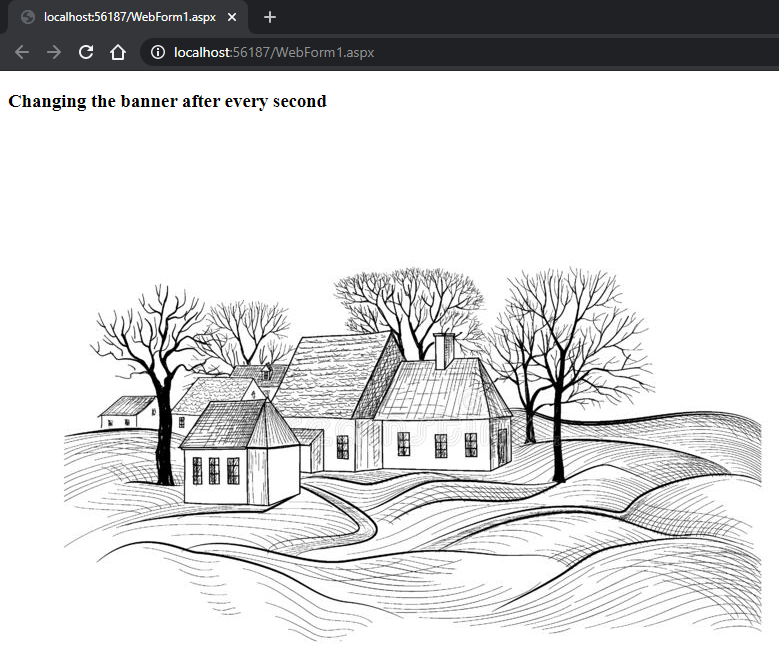 localhost:56187/WebForm1.aspx
localhost:56187/WebForm1.aspx
Changing the banner after every second